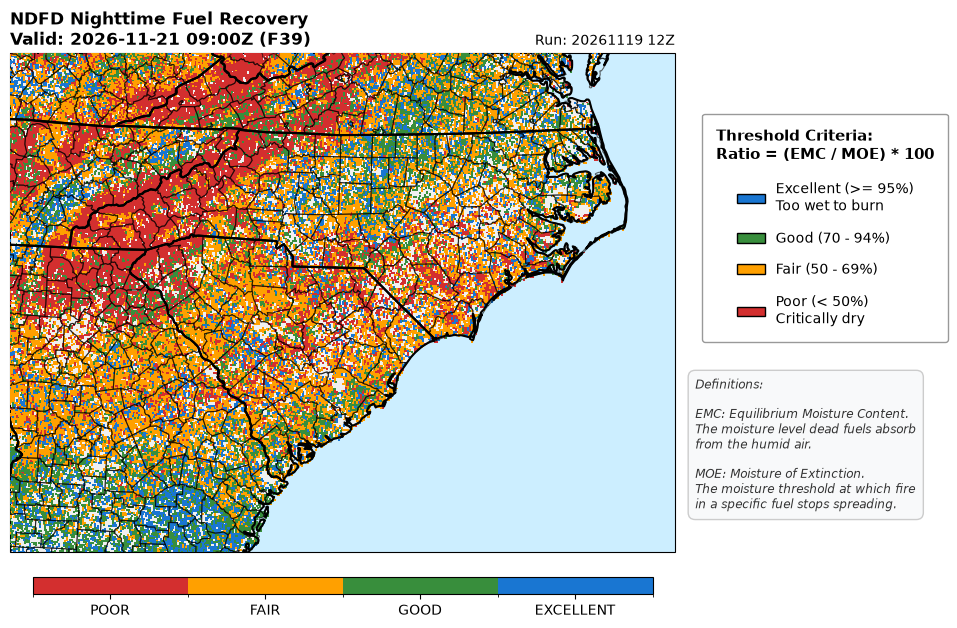 NDFD Nighttime Fuel Recovery
Valid: 2026-11-21 09:00Z (F39)
Run: 20261119 12Z
Threshold Criteria:
Ratio = (EMC / MOE) * 100
Excellent (>= 95%)
Too wet to burn
Good (70 - 94%)
Fair (50 - 69%)
Poor (< 50%)
Critically dry
Definitions:
EMC: Equilibrium Moisture Content.
The moisture level dead fuels absorb
from the humid air.
MOE: Moisture of Extinction.
The moisture threshold at which fire
in a specific fuel stops spreading.
POOR
FAIR
GOOD
EXCELLENT